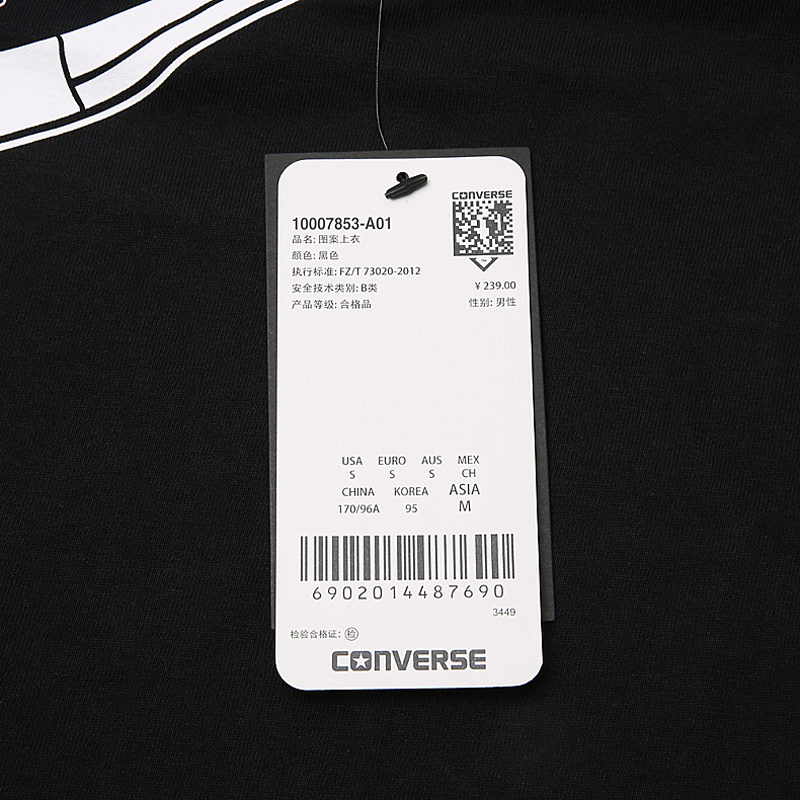 CONVERSE
10007853-A01
品名: 图案上衣
颜色: 黑色
执行标准: FZ/T 73020-2012
安全技术类别: B类
¥ 239.00
产品等级: 合格品
性别: 男性
USA EURO AUS MEX
S S S CH
CHINA KOREA ASIA
170/96A 95 M
6902014487690
3449
检验合格证: 检
CONVERSE